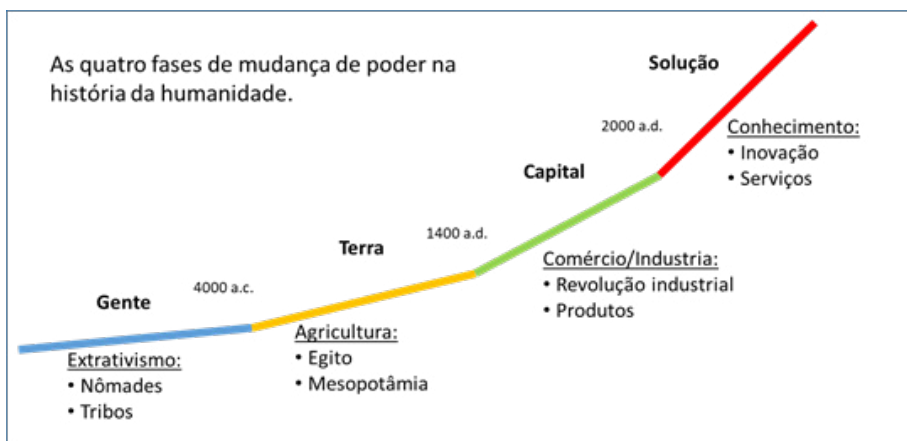 As quatro fases de mudança de poder na
história da humanidade.
Solução
2000 a.d.
Conhecimento:
• Inovação
• Serviços
Capital
1400 a.d.
Comércio/Industria:
• Revolução industrial
• Produtos
Terra
4000 a.c.
Agricultura:
• Egito
• Mesopotâmia
Gente
Extrativismo:
• Nômades
• Tribos